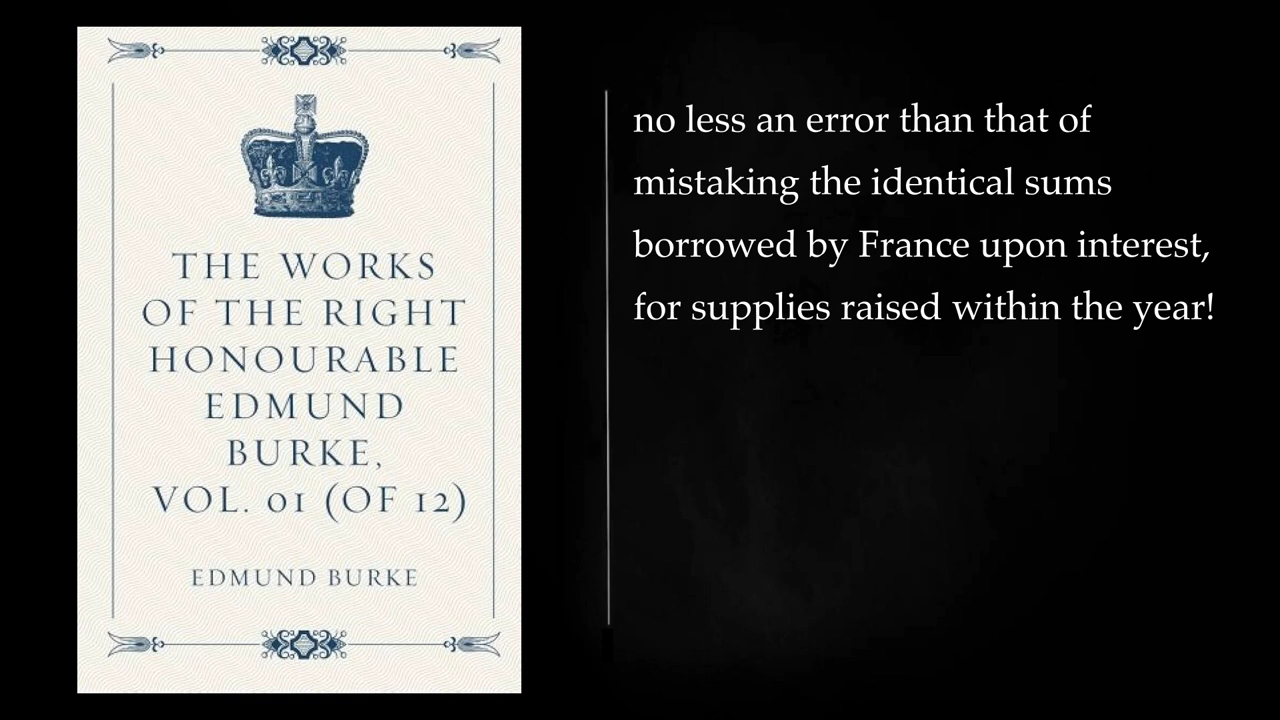 THE WORKS
OF THE RIGHT
HONOURABLE
EDMUND
BURKE,
VOL. 01 (OF 12)
EDMUND BURKE
no less an error than that of
mistaking the identical sums
borrowed by France upon interest,
for supplies raised within the year!